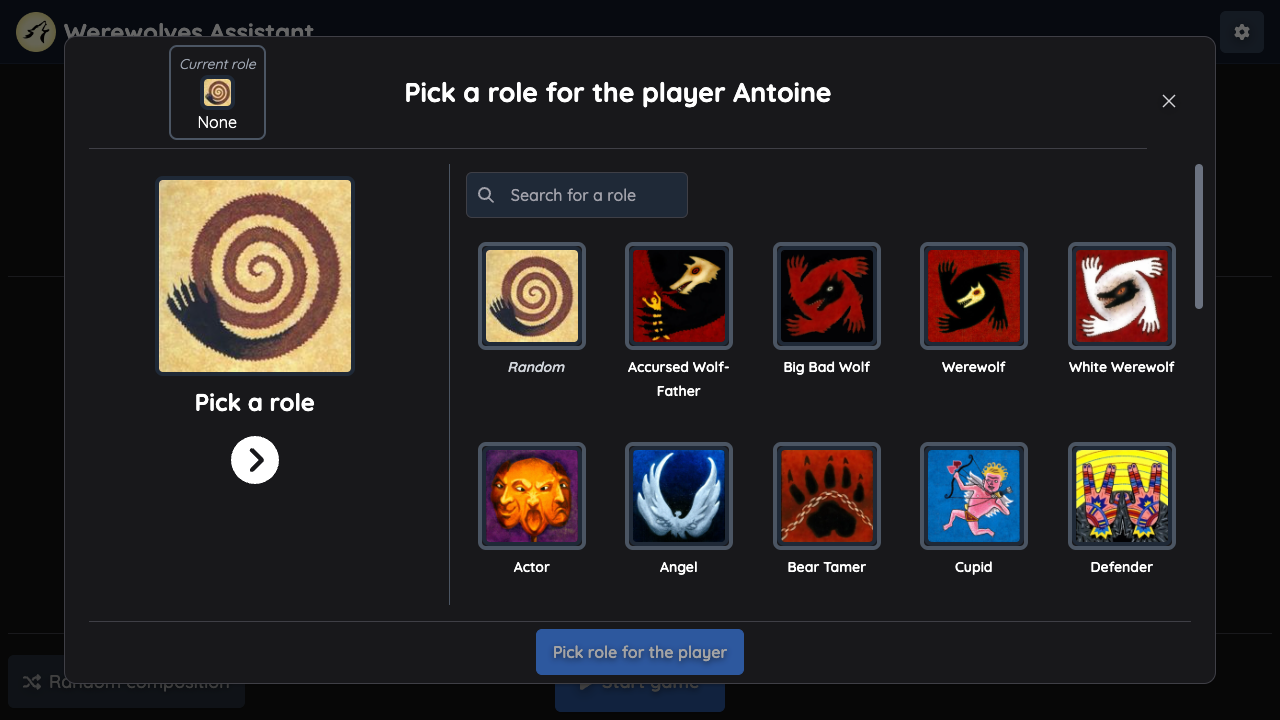 Werewolves Assistant
Current role
None
Pick a role for the player Antoine
Pick a role
Search for a role
Random
Accursed Wolf-
Father
Big Bad Wolf
Werewolf
White Werewolf
Actor
Angel
Bear Tamer
Cupid
Defender
Pick role for the player
Random composition
Start game